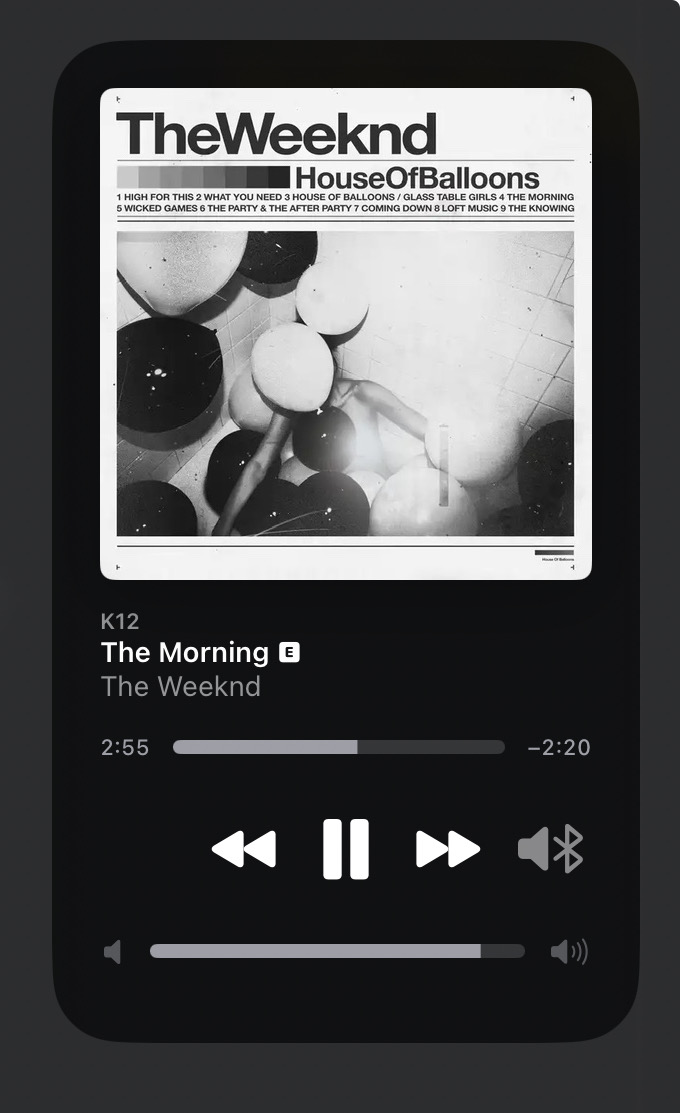 TheWeeknd
HouseOfBalloons
1 HIGH FOR THIS 2 WHAT YOU NEED 3 HOUSE OF BALLOONS / GLASS TABLE GIRLS 4 THE MORNING
5 WICKED GAMES 6 THE PARTY & THE AFTER PARTY 7 COMING DOWN 8 LOFT MUSIC 9 THE KNOWING
House Of Balloons
K12
The Morning E
The Weeknd
2:55 –2:20